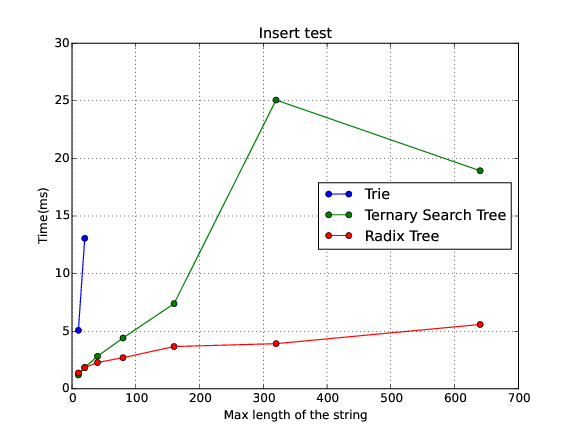 Insert test
30
25
20
15
10
5
0
Time(ms)
Trie
Ternary Search Tree
Radix Tree
0 100 200 300 400 500 600 700
Max length of the string